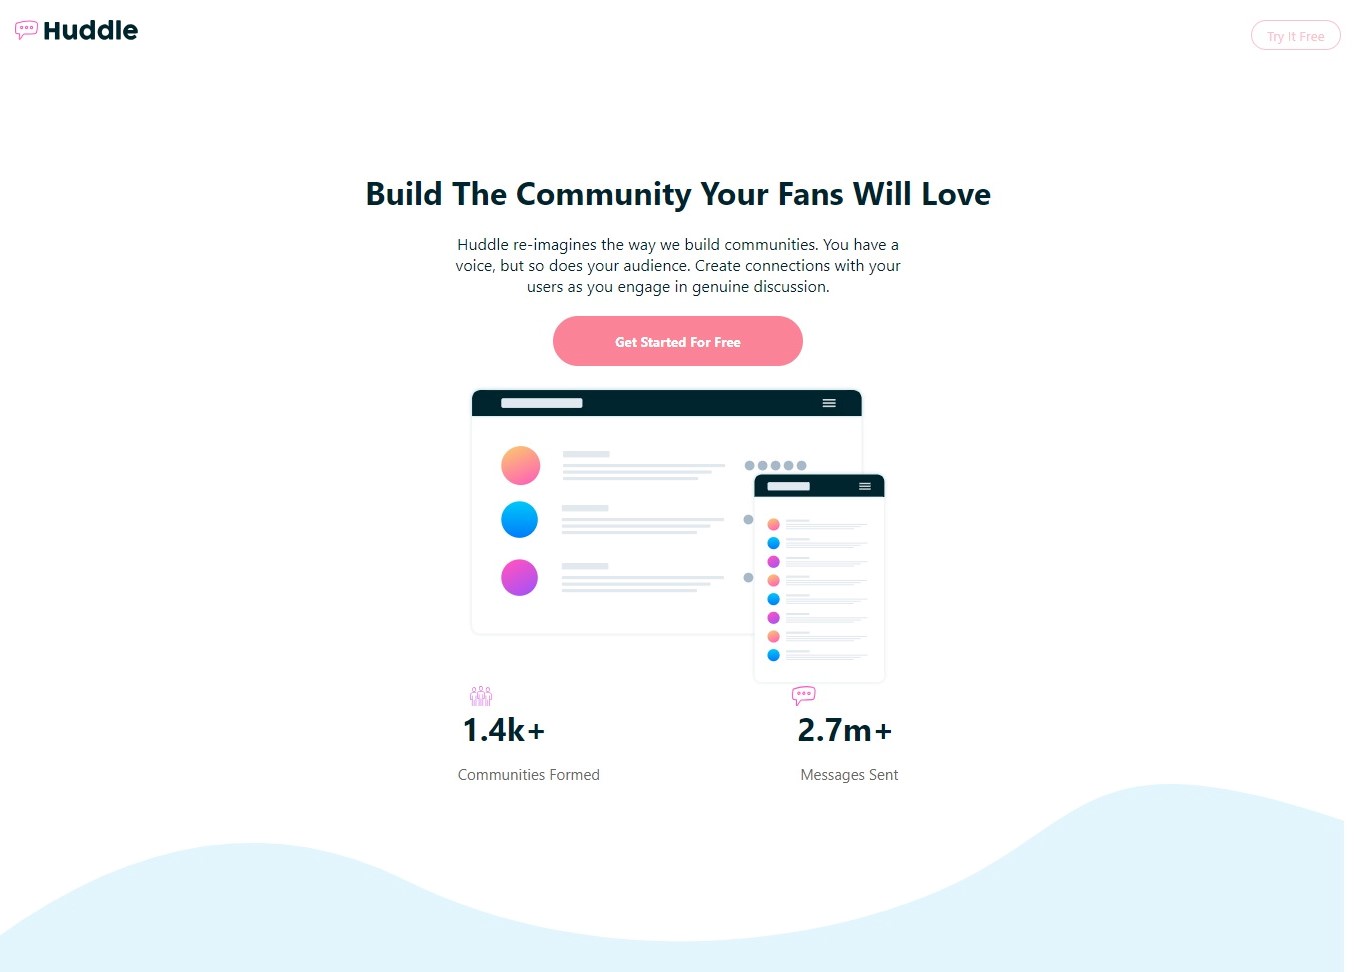 Huddle
Try It Free
Build The Community Your Fans Will Love
Huddle re-imagines the way we build communities. You have a
voice, but so does your audience. Create connections with your
users as you engage in genuine discussion.
Get Started For Free
1.4k+
2.7m+
Communities Formed
Messages Sent